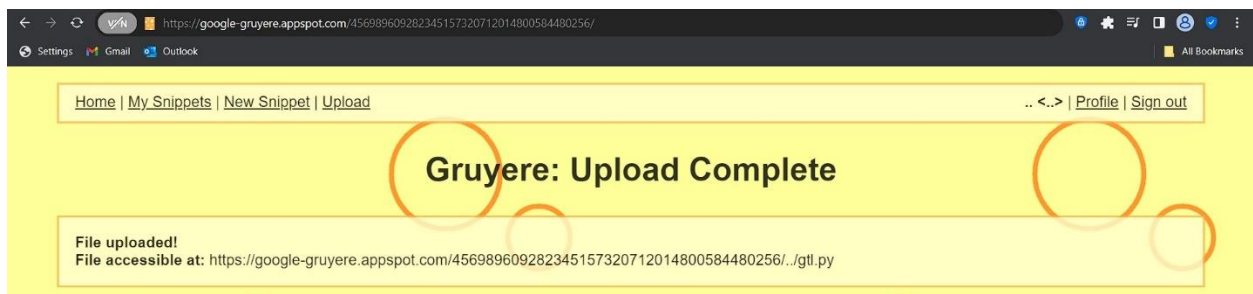 https://google-gruyere.appspot.com/456989609282345157320712014800584480256/
Settings Gmail Outlook All Bookmarks
Home | My Snippets | New Snippet | Upload .. <..> | Profile | Sign out
Gruyere: Upload Complete
File uploaded!
File accessible at: https://google-gruyere.appspot.com/456989609282345157320712014800584480256/../gtl.py